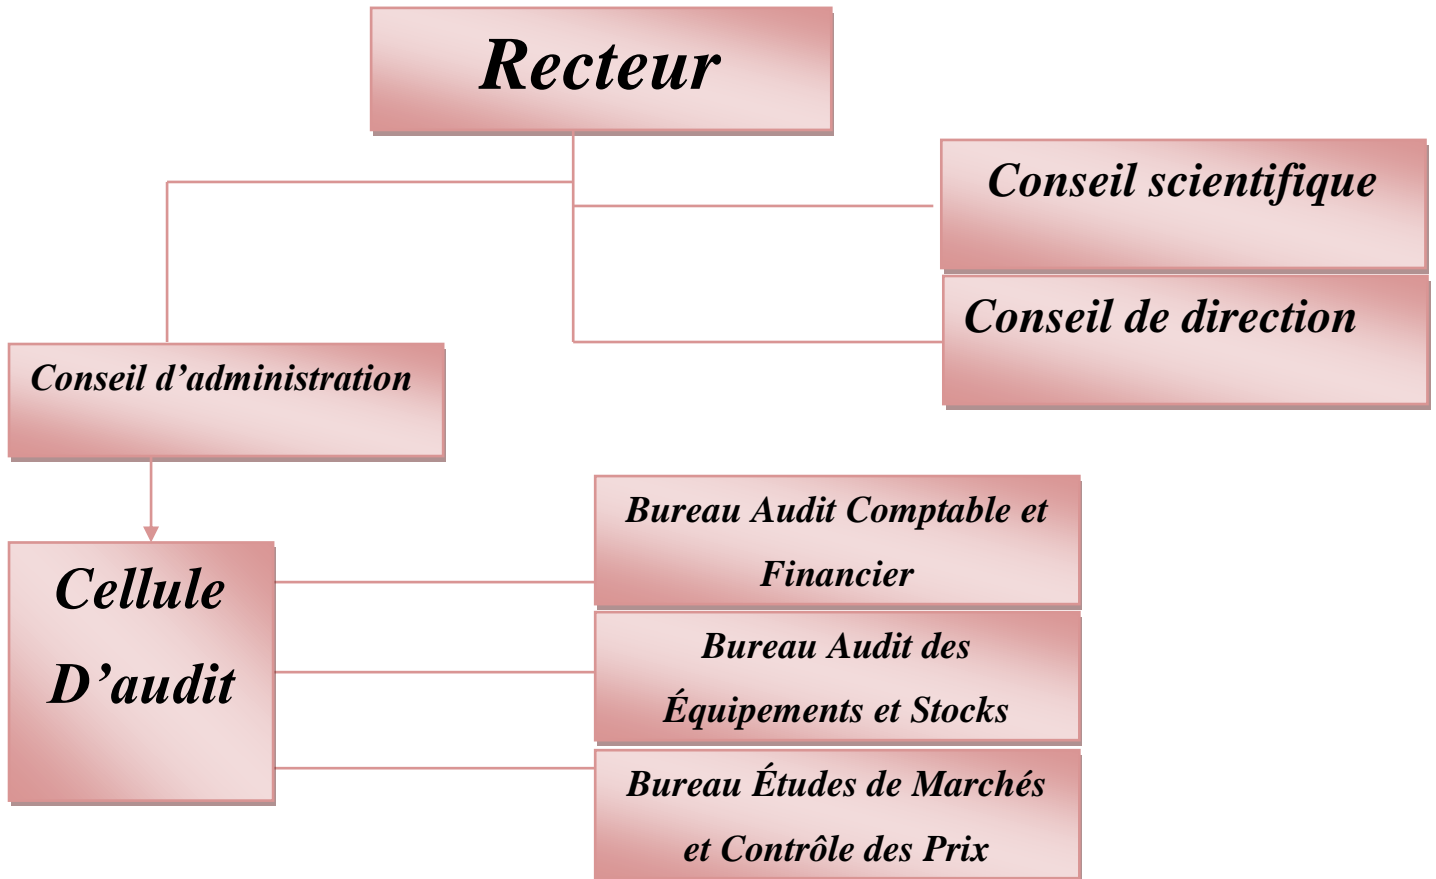 Recteur
Conseil scientifique
Conseil de direction
Conseil d’administration
Cellule
D’audit
Bureau Audit Comptable et
Financier
Bureau Audit des
Équipements et Stocks
Bureau Études de Marchés
et Contrôle des Prix